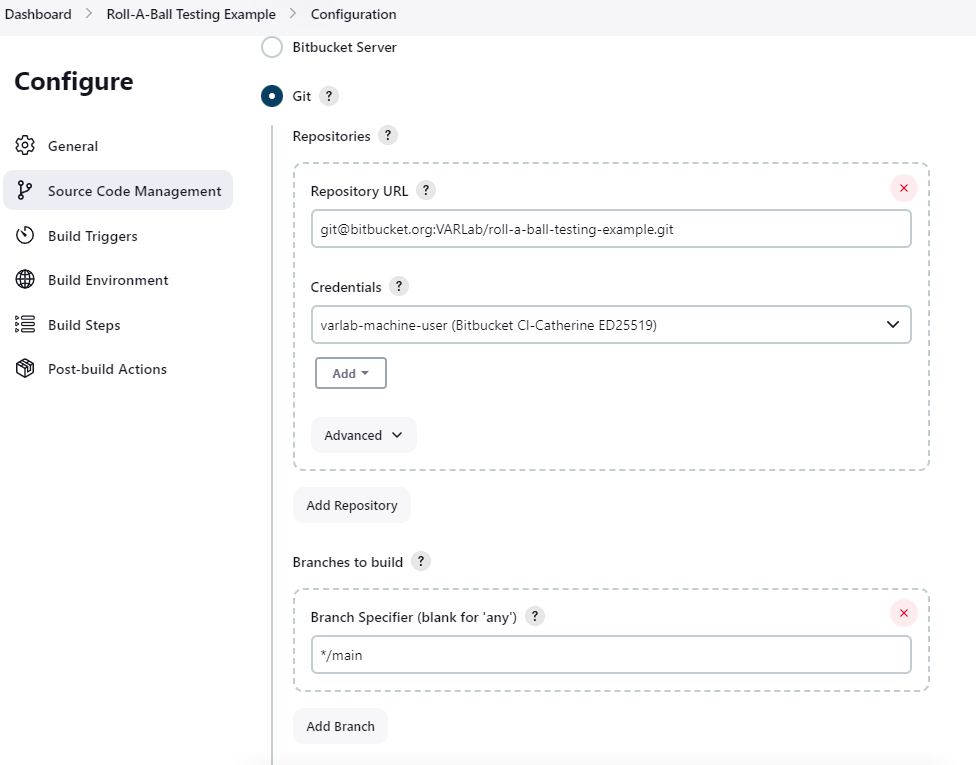 Dashboard > Roll-A-Ball Testing Example > Configuration
Configure
General
Source Code Management
Build Triggers
Build Environment
Build Steps
Post-build Actions
Bitbucket Server
Git ?
Repositories ?
Repository URL ?
git@bitbucket.org:VARLab/roll-a-ball-testing-example.git
Credentials ?
varlab-machine-user (Bitbucket CI-Catherine ED25519)
Add
Advanced
Add Repository
Branches to build ?
Branch Specifier (blank for 'any') ?
*/main
Add Branch